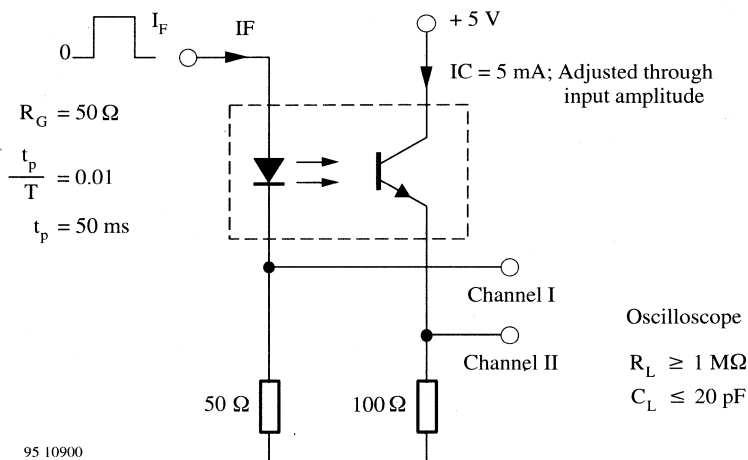 I_F
IF
+ 5 V
0
IC = 5 mA; Adjusted through
input amplitude
R_G = 50 Ω
t_p
T
= 0.01
t_p = 50 ms
Channel I
Oscilloscope
Channel II
R_L ≥ 1 MΩ
50 Ω
100 Ω
C_L ≤ 20 pF
95 10900